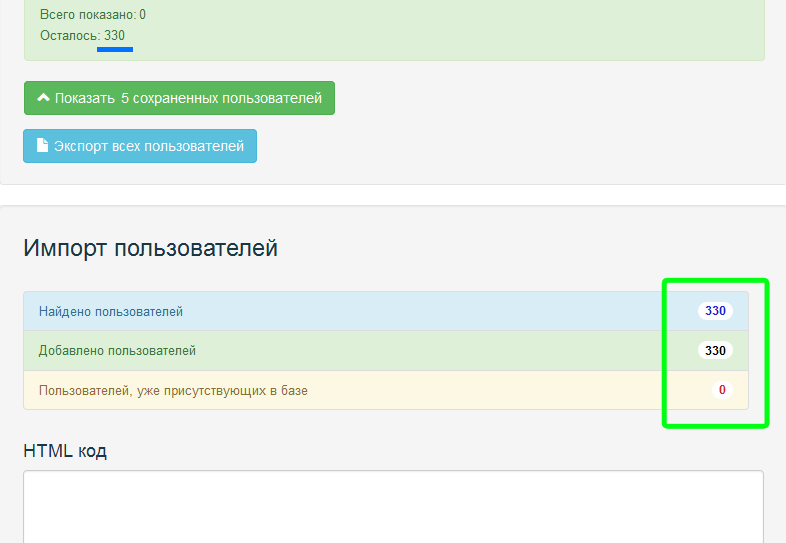 Всего показано: 0
Осталось: 330
Показать 5 сохраненных пользователей
Экспорт всех пользователей
Импорт пользователей
Найдено пользователей 330
Добавлено пользователей 330
Пользователей, уже присутствующих в базе 0
HTML код